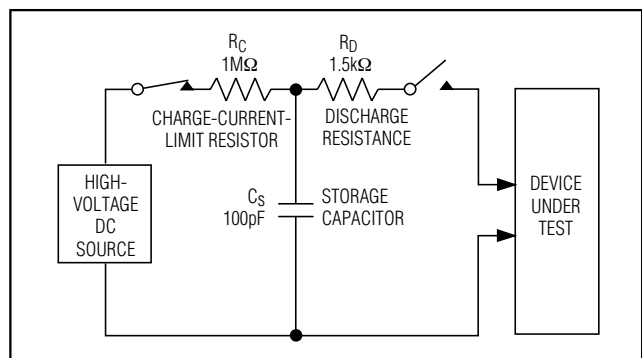 R_C
1MΩ
CHARGE-CURRENT-
LIMIT RESISTOR
R_D
1.5kΩ
DISCHARGE
RESISTANCE
HIGH-
VOLTAGE
DC
SOURCE
C_S
100pF
STORAGE
CAPACITOR
DEVICE
UNDER
TEST